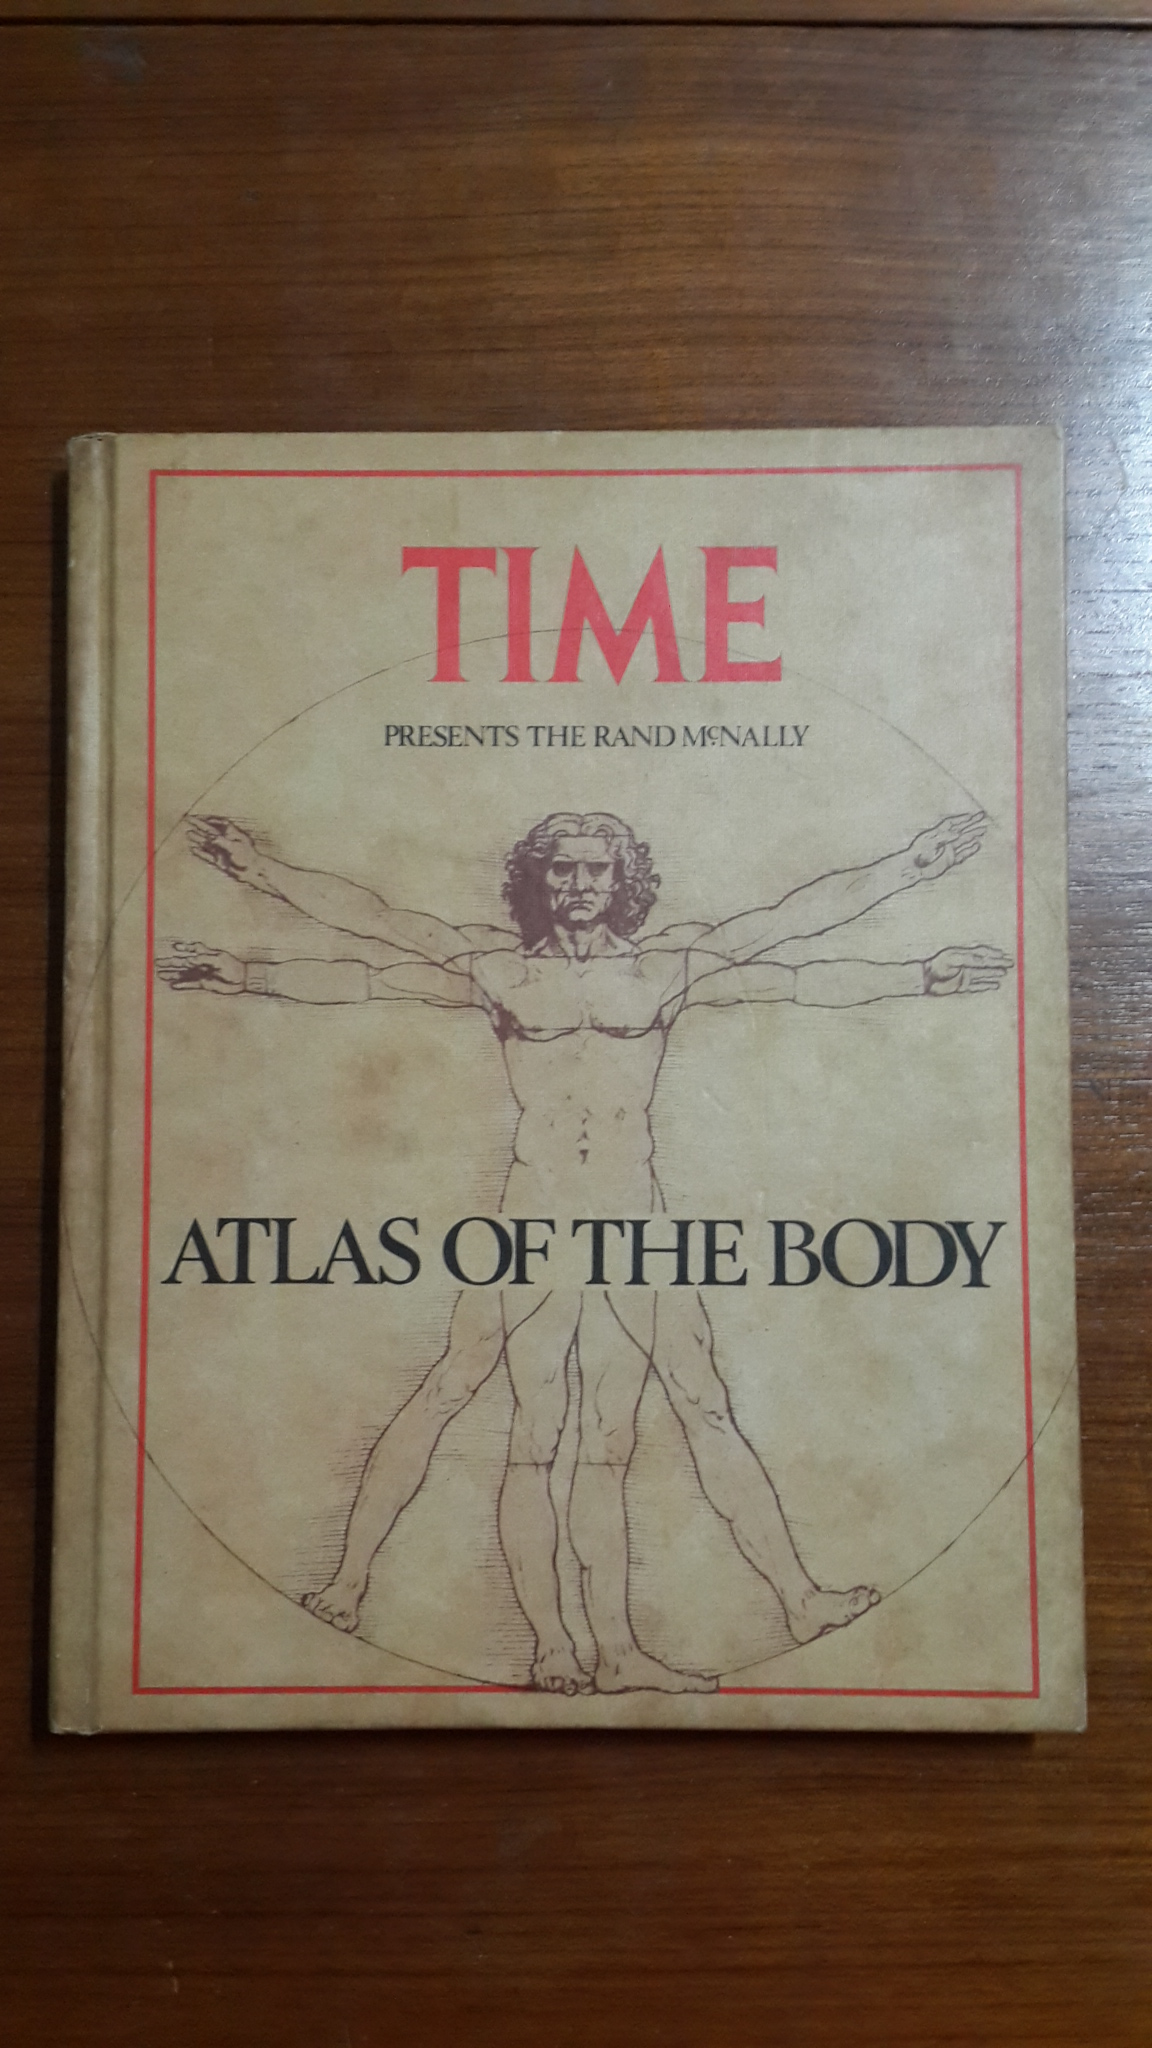 TIME
PRESENTS THE RAND McNALLY
ATLAS OF THE BODY